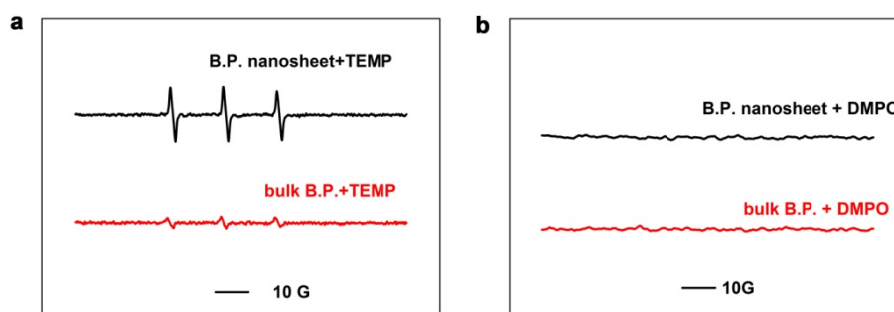 a
B.P. nanosheet+TEMP
bulk B.P.+TEMP
10 G
b
B.P. nanosheet + DMPO
bulk B.P. + DMPO
10G